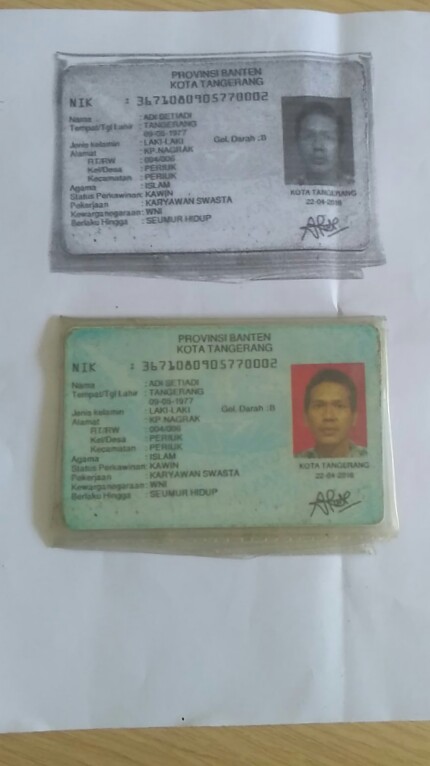 PROVINSI BANTEN
KOTA TANGERANG
NIK : 3671080905770002
Nama : ADI SETIADI
Tempat/Tgl Lahir : TANGERANG
09-05-1977
Jenis kelamin : LAKI-LAKI Gol. Darah : B
Alamat : KP.NAGRAK
RT/RW : 004/006
Kel/Desa : PERIUK
Kecamatan : PERIUK
Agama : ISLAM
Status Perkawinan : KAWIN
Pekerjaan : KARYAWAN SWASTA
Kewarganegaraan : WNI
Berlaku Hingga : SEUMUR HIDUP
KOTA TANGERANG
22-04-2016
PROVINSI BANTEN
KOTA TANGERANG
NIK : 3671080905770002
Nama : ADI SETIADI
Tempat/Tgl Lahir : TANGERANG
09-05-1977
Jenis kelamin : LAKI-LAKI Gol. Darah : B
Alamat : KP.NAGRAK
RT/RW : 004/006
Kel/Desa : PERIUK
Kecamatan : PERIUK
Agama : ISLAM
Status Perkawinan : KAWIN
Pekerjaan : KARYAWAN SWASTA
Kewarganegaraan : WNI
Berlaku Hingga : SEUMUR HIDUP
KOTA TANGERANG
22-04-2016